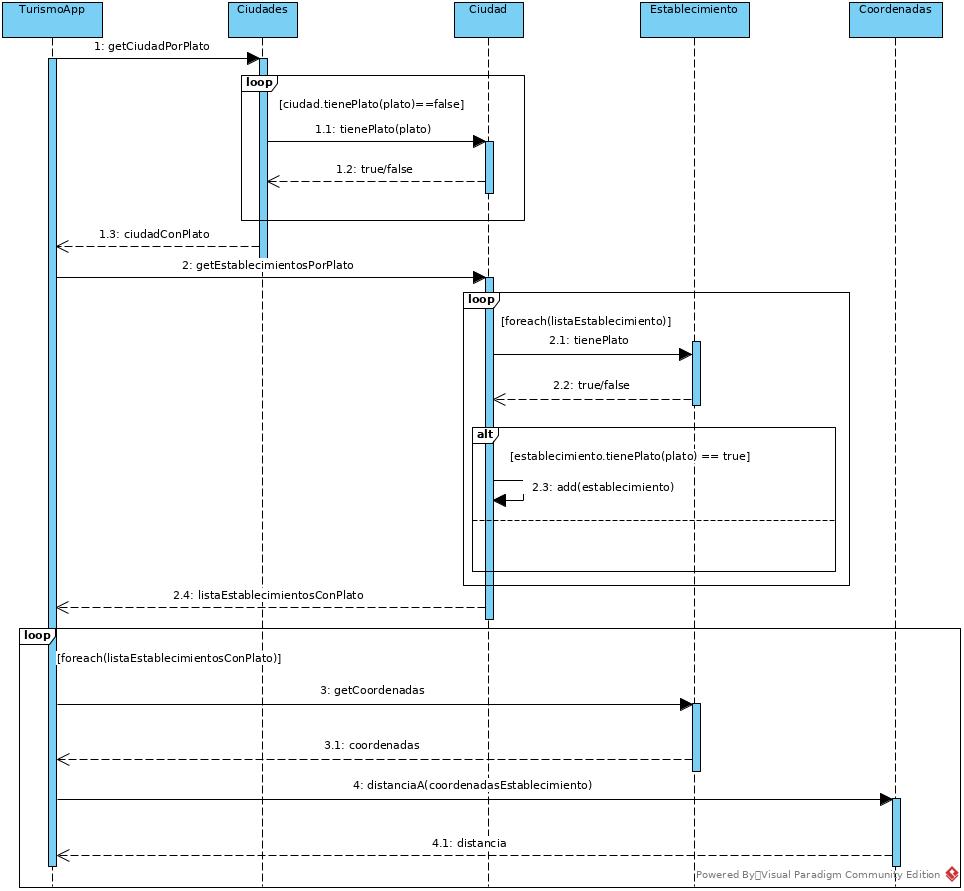 TurismoApp
Ciudades
Ciudad
Establecimiento
Coordenadas
1: getCiudadPorPlato
loop
[ciudad.tienePlato(plato)==false]
1.1: tienePlato(plato)
1.2: true/false
1.3: ciudadConPlato
2: getEstablecimientosPorPlato
loop
[foreach(listaEstablecimiento)]
2.1: tienePlato
2.2: true/false
alt
[establecimiento.tienePlato(plato) == true]
2.3: add(establecimiento)
2.4: listaEstablecimientosConPlato
loop
[foreach(listaEstablecimientosConPlato)]
3: getCoordenadas
3.1: coordenadas
4: distanciaA(coordenadasEstablecimiento)
4.1: distancia
Powered By Visual Paradigm Community Edition